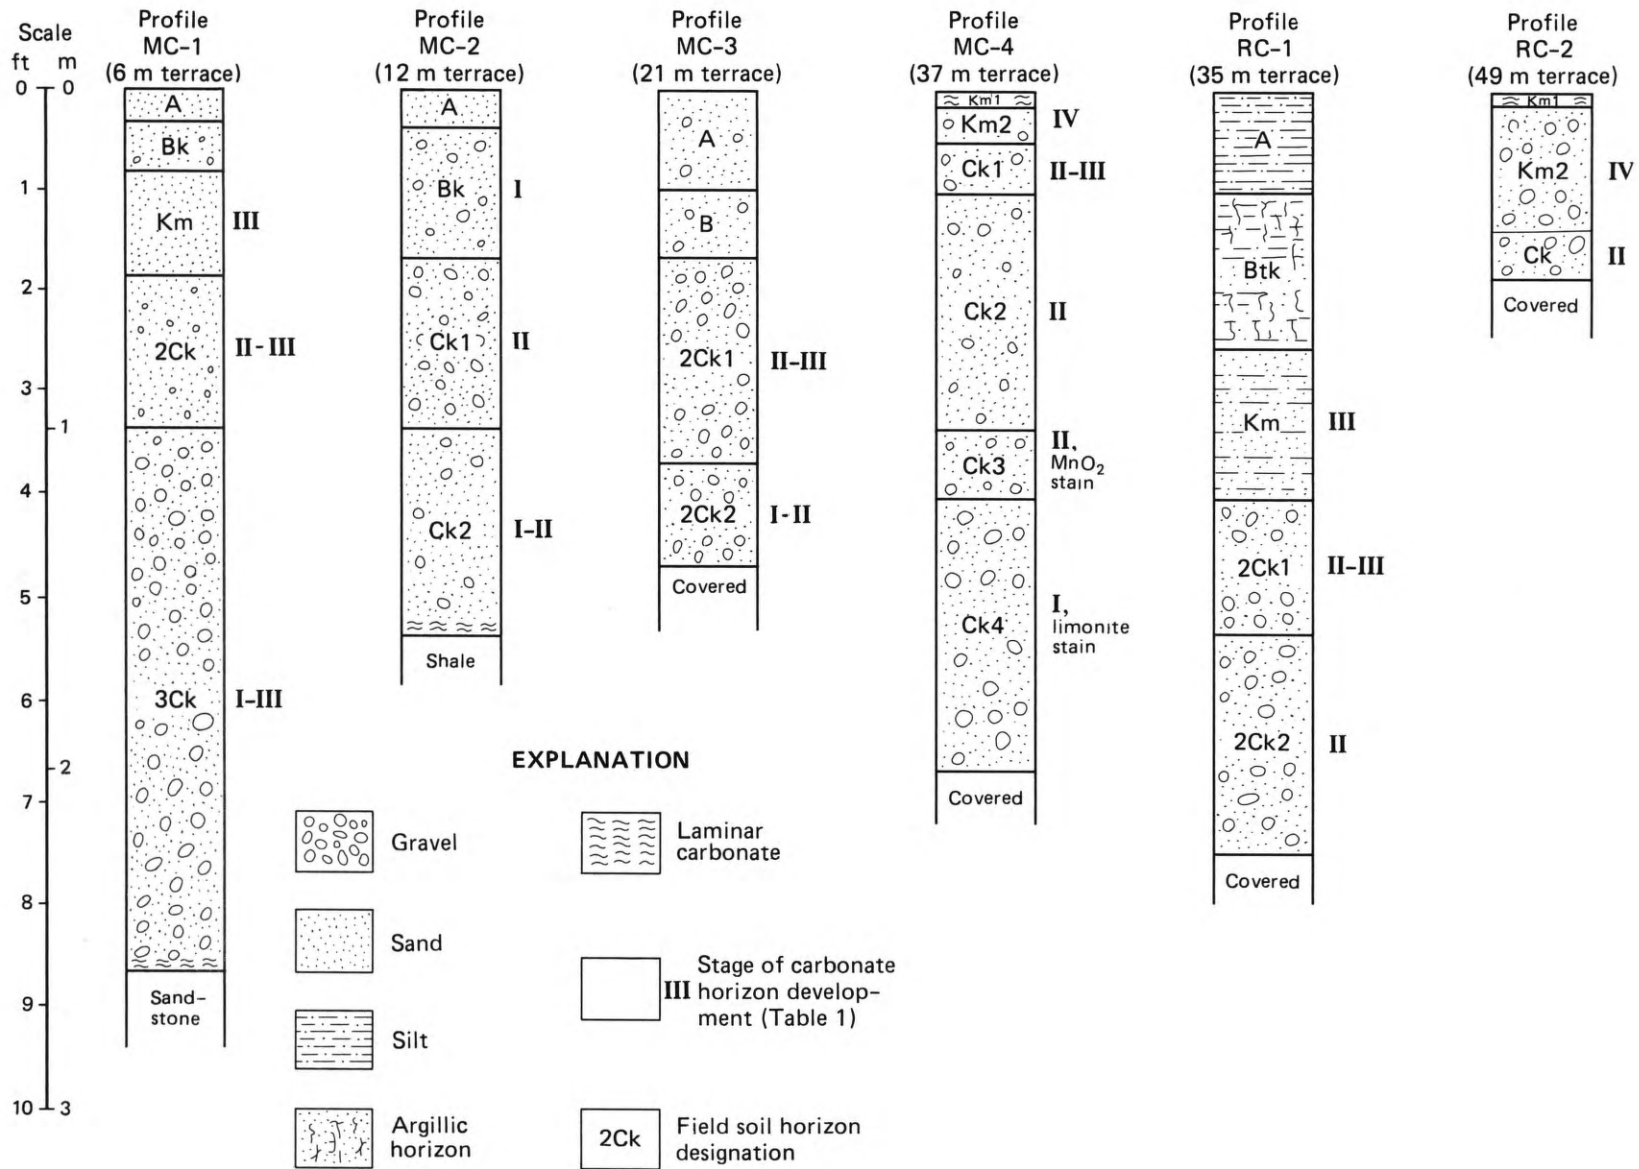 Scale
ft m
0 0
1
2
3
1
4
5
6
2
7
8
9
10 3
Profile
MC-1
(6 m terrace)
A
Bk
Km
III
2Ck
II - III
3Ck
I-III
Sand-
stone
Profile
MC-2
(12 m terrace)
A
Bk
I
Ck1
II
Ck2
I-II
Shale
Profile
MC-3
(21 m terrace)
A
B
2Ck1
II-III
2Ck2
I-II
Covered
Profile
MC-4
(37 m terrace)
Km1
Km2
IV
Ck1
II-III
Ck2
II
Ck3
II,
MnO₂
stain
Ck4
I,
limonite
stain
Covered
Profile
RC-1
(35 m terrace)
A
Btk
Km
III
2Ck1
II-III
2Ck2
II
Covered
Profile
RC-2
(49 m terrace)
Km1
Km2
IV
Ck
II
Covered
EXPLANATION
Gravel
Sand
Silt
Argillic
horizon
Laminar
carbonate
III
Stage of carbonate
horizon develop-
ment (Table 1)
2Ck
Field soil horizon
designation